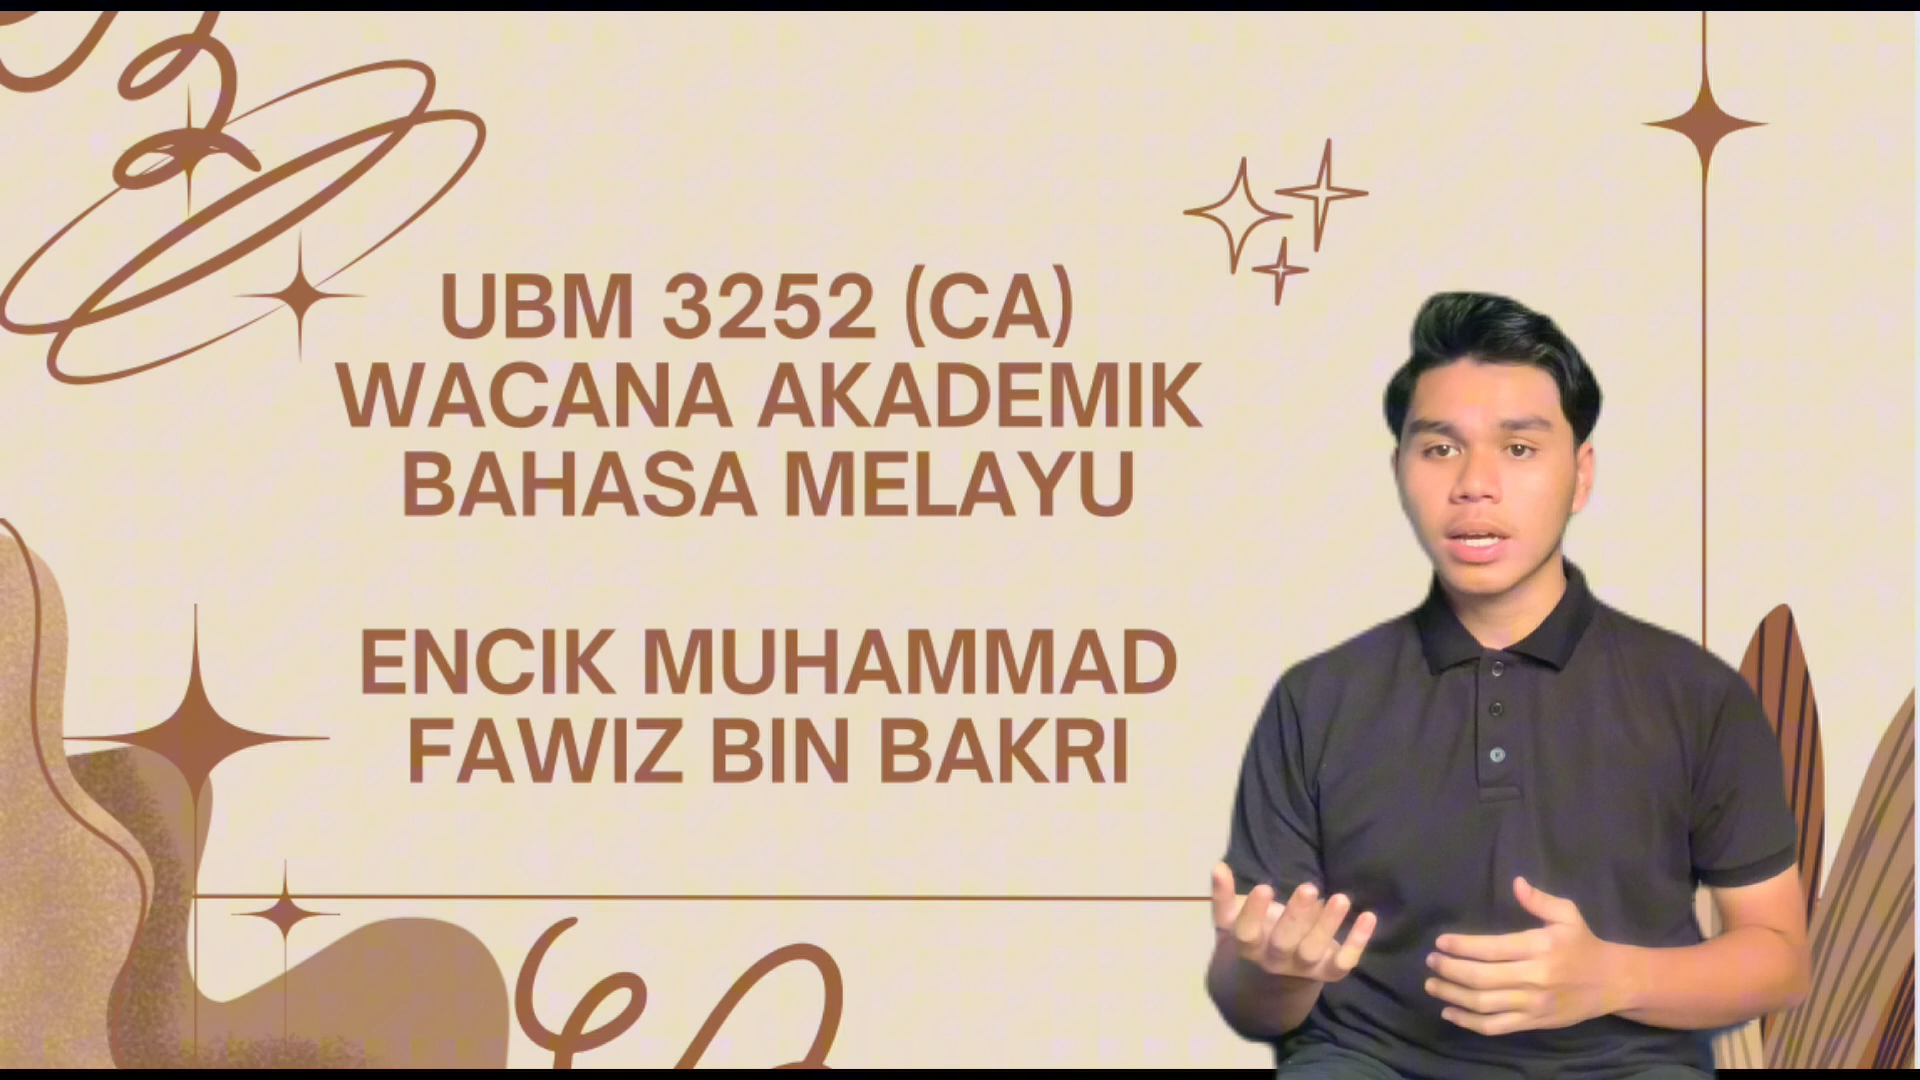 UBM 3252 (CA)
WACANA AKADEMIK
BAHASA MELAYU
ENCIK MUHAMMAD
FAWIZ BIN BAKRI